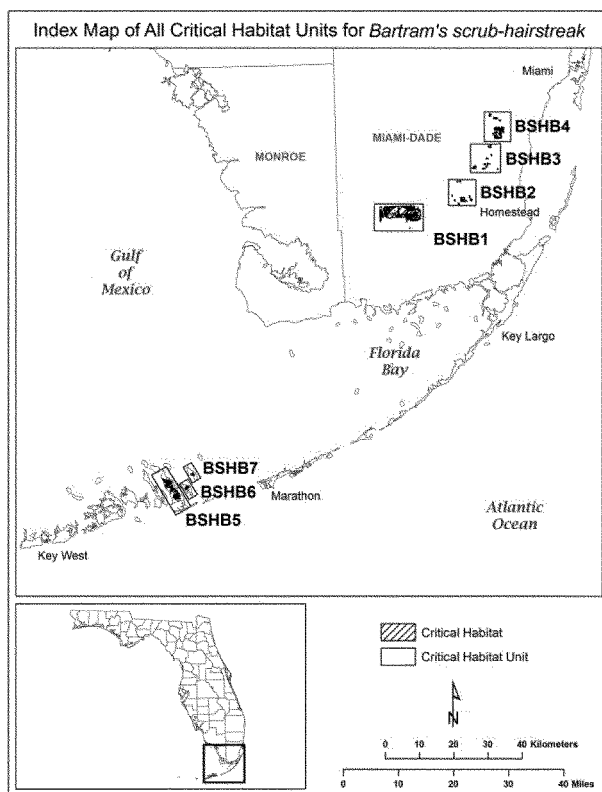 Index Map of All Critical Habitat Units for Bartram's scrub-hairstreak
Miami
BSHB4
MIAMI-DADE
BSHB3
MONROE
BSHB2
Homestead
BSHB1
Gulf
of
Mexico
Key Largo
Florida
Bay
BSHB7
BSHB6
Marathon
BSHB5
Atlantic
Ocean
Key West
Critical Habitat
Critical Habitat Unit
N
0 10 20 30 40 Kilometers
0 10 20 40 Miles